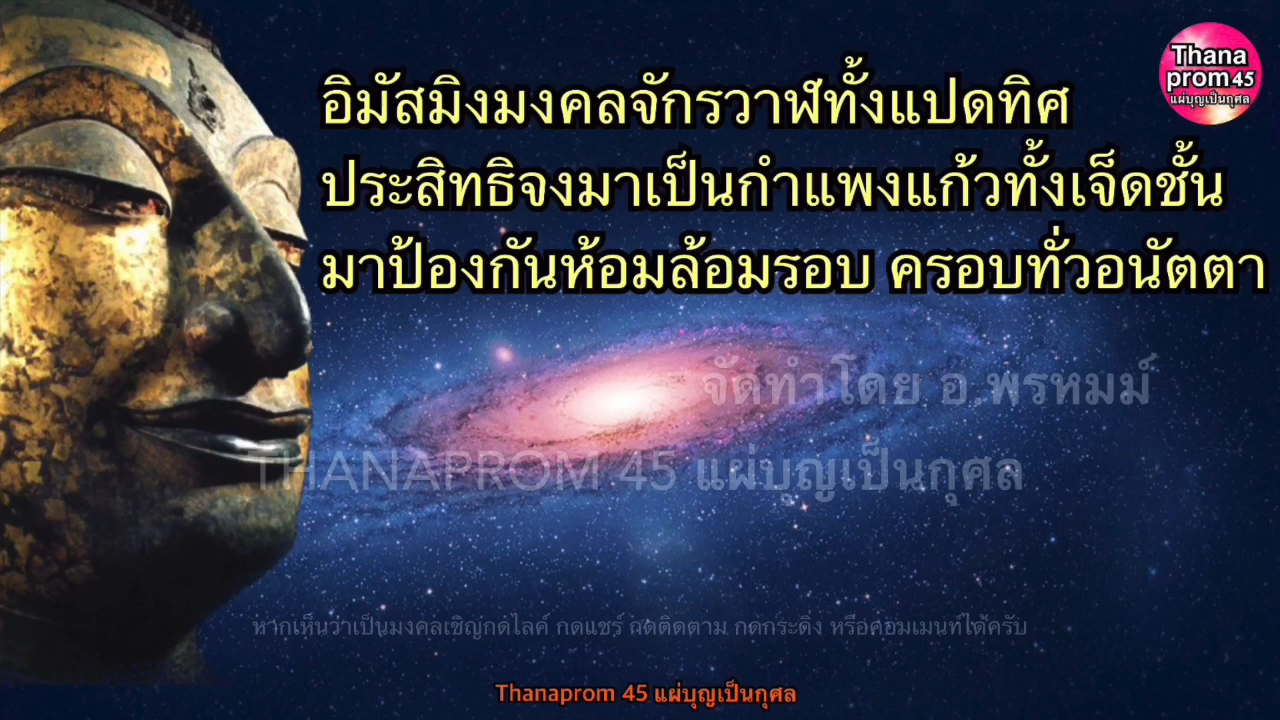 Thana
prom 45
แผ่บุญเป็นกุศล
อิมัสมิงมงคลจักรวาฬทั้งแปดทิศ
ประสิทธิจงมาเป็นกำแพงแก้วทั้งเจ็ดชั้น
มาป้องกันห้อมล้อมรอบ ครอบทั่วอนัตตา
จัดทำโดย อ.พรหมม์
THANAPROM 45 แผ่บุญเป็นกุศล
หากเห็นว่าเป็นมงคลเชิญกดไลค์ กดแชร์ กดติดตาม กดกระดิ่ง หรือคอมเมนท์ได้ครับ
Thanaprom 45 แผ่บุญเป็นกุศล